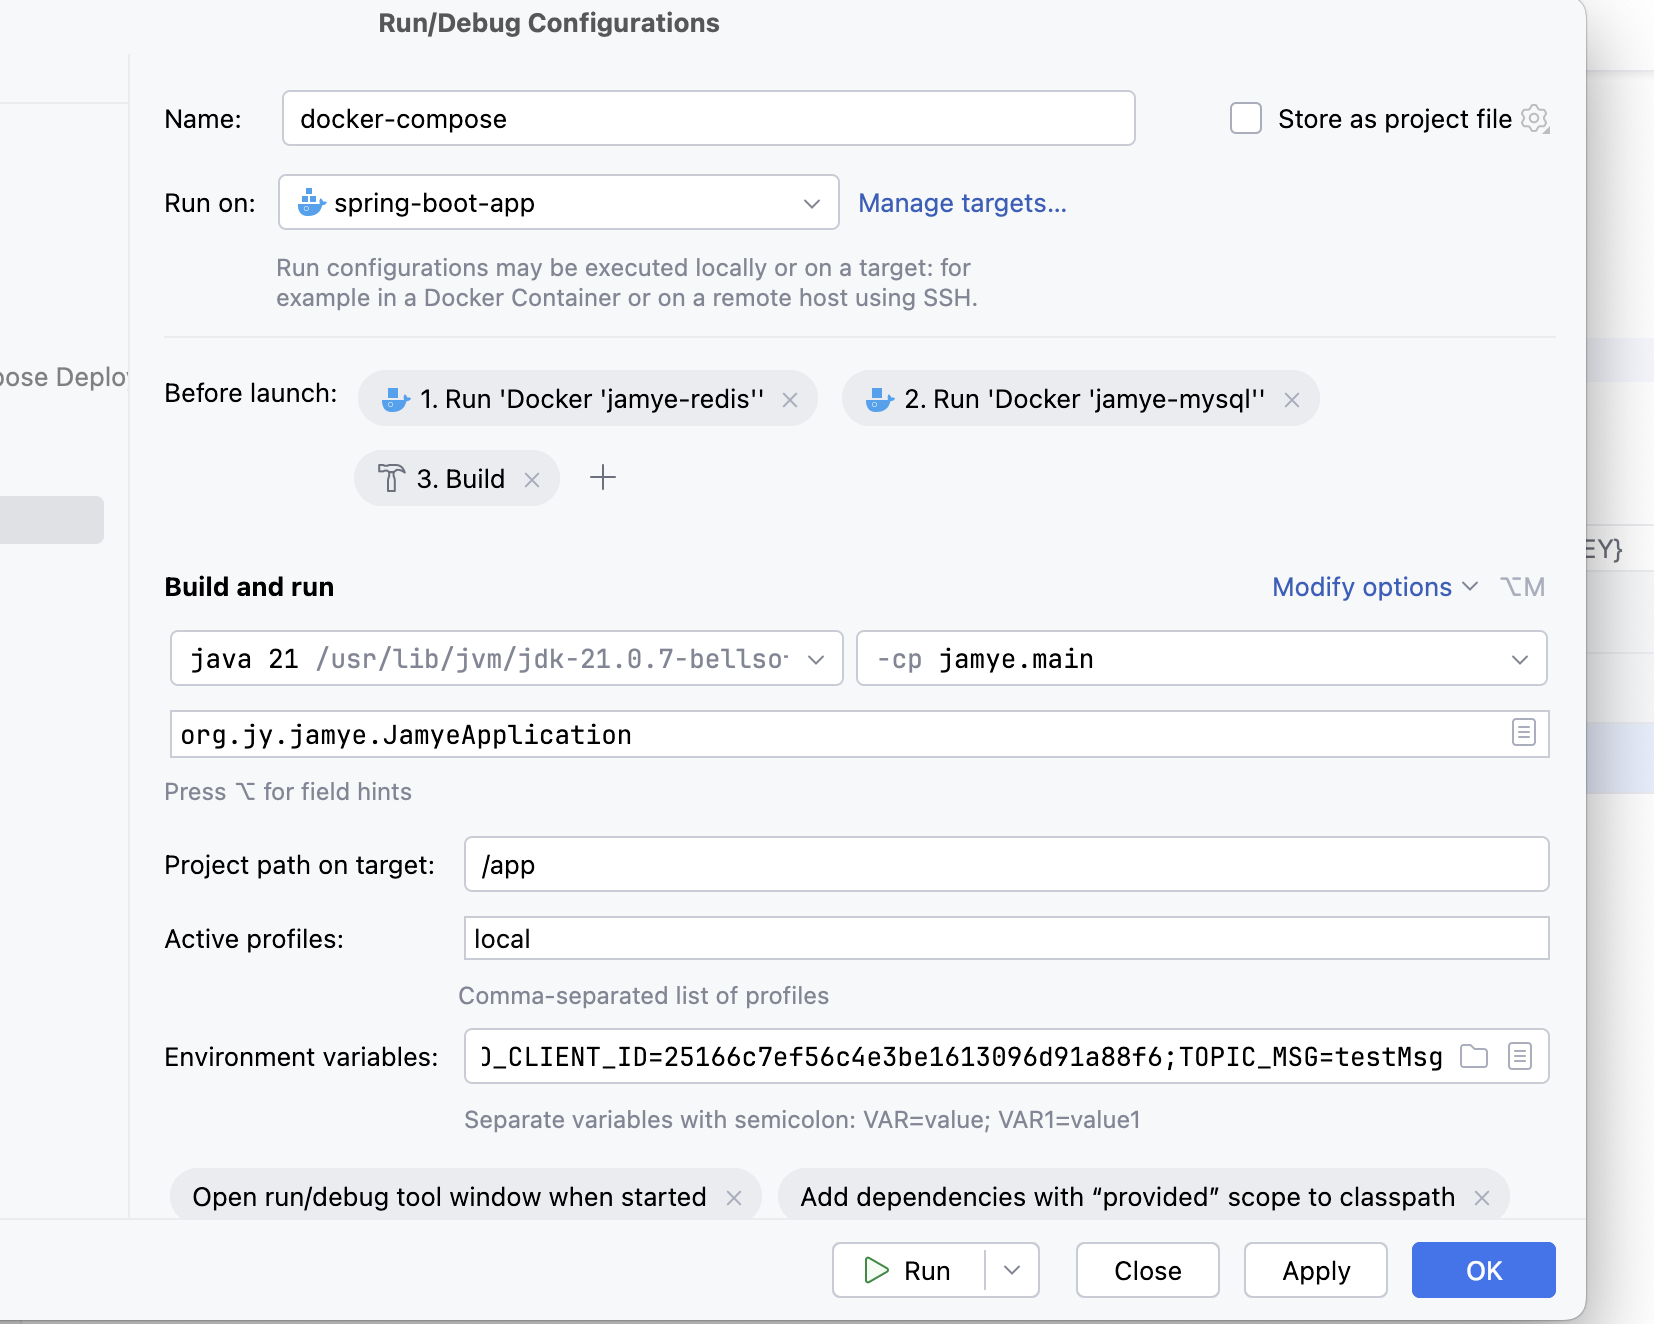 Run/Debug Configurations
Name: docker-compose Store as project file
Run on: spring-boot-app Manage targets...
Run configurations may be executed locally or on a target: for
example in a Docker Container or on a remote host using SSH.
Before launch: 1. Run 'Docker 'jamye-redis'' 2. Run 'Docker 'jamye-mysql''
3. Build
Build and run Modify options ⌥M
java 21 /usr/lib/jvm/jdk-21.0.7-bellso -cp jamye.main
org.jy.jamye.JamyeApplication
Press ⌥ for field hints
Project path on target: /app
Active profiles: local
Comma-separated list of profiles
Environment variables: _CLIENT_ID=25166c7ef56c4e3be1613096d91a88f6;TOPIC_MSG=testMsg
Separate variables with semicolon: VAR=value; VAR1=value1
Open run/debug tool window when started Add dependencies with “provided” scope to classpath
Run Close Apply OK
ose Deplo
EY}